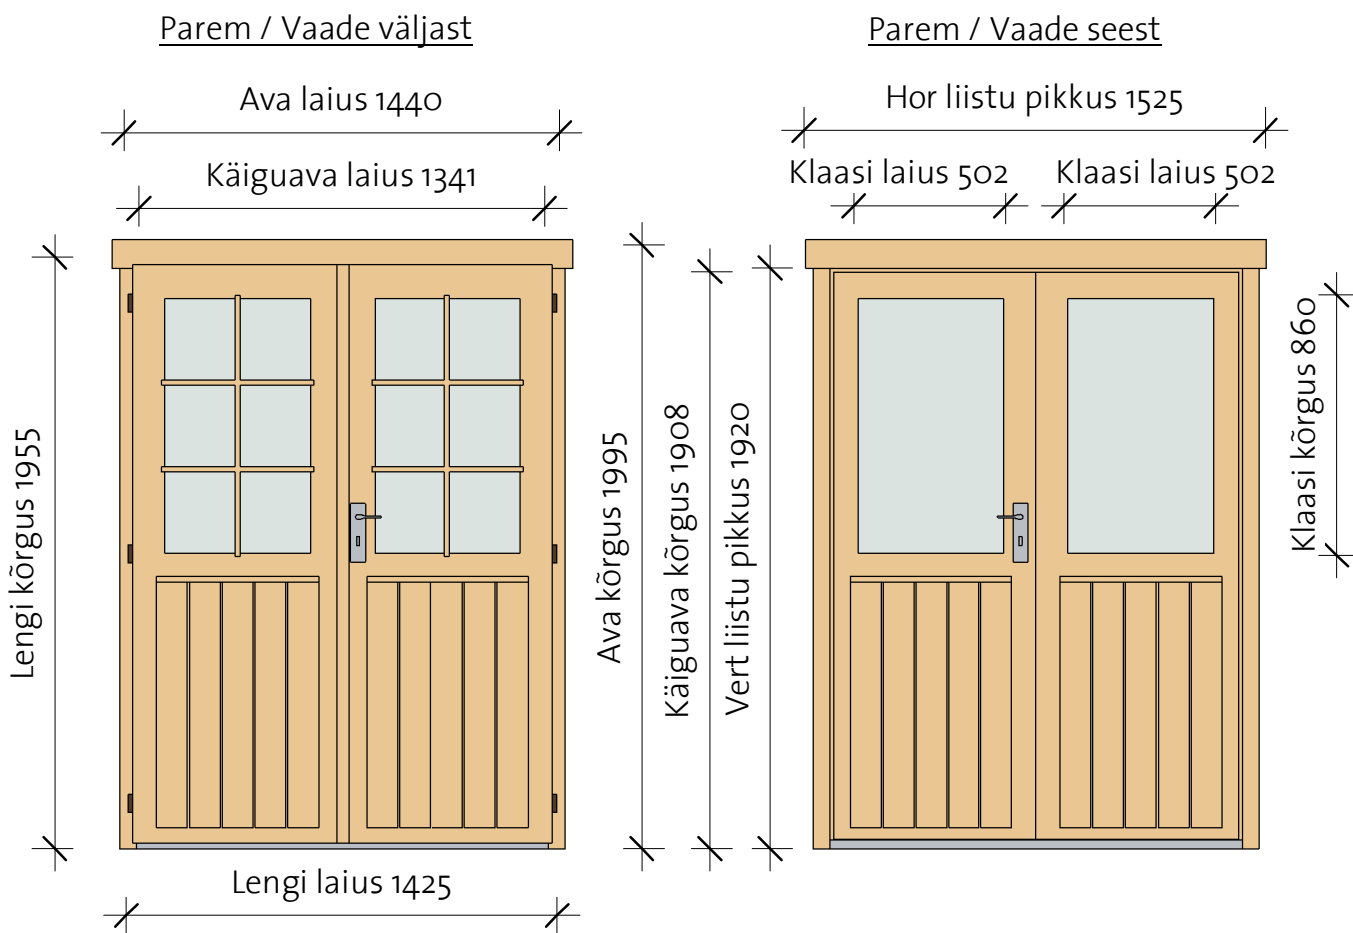 Parem / Vaade väljast
Ava laius 1440
Käiguava laius 1341
Lengi kõrgus 1955
Lengi laius 1425
Ava kõrgus 1995
Käiguava kõrgus 1908
Vert liistu pikkus 1920
Parem / Vaade seest
Hor liistu pikkus 1525
Klaasi laius 502
Klaasi laius 502
Klaasi kõrgus 860